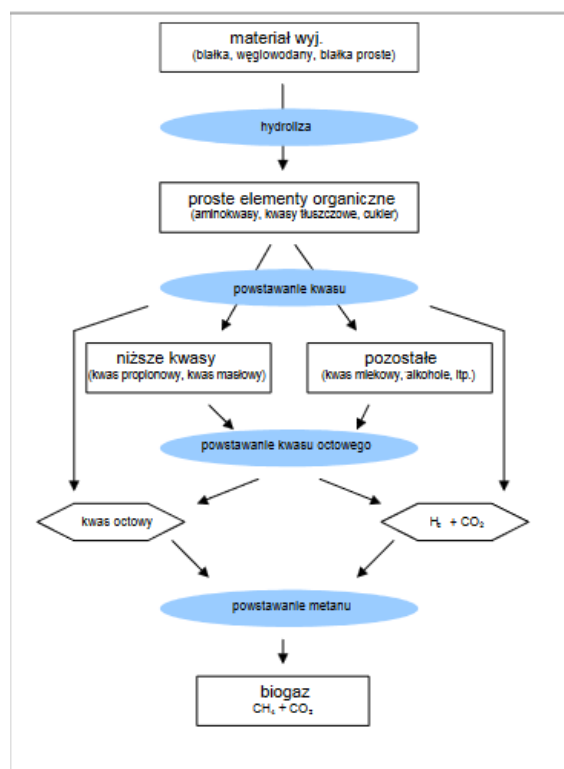 materiał wyj.
(białka, węglowodany, białka proste)
hydroliza
proste elementy organiczne
(aminokwasy, kwasy tłuszczowe, cukier)
powstawanie kwasu
niższe kwasy
(kwas propionowy, kwas masłowy)
pozostałe
(kwas mlekowy, alkohole, itp.)
powstawanie kwasu octowego
kwas octowy
H₂ + CO₂
powstawanie metanu
biogaz
CH₄ + CO₂